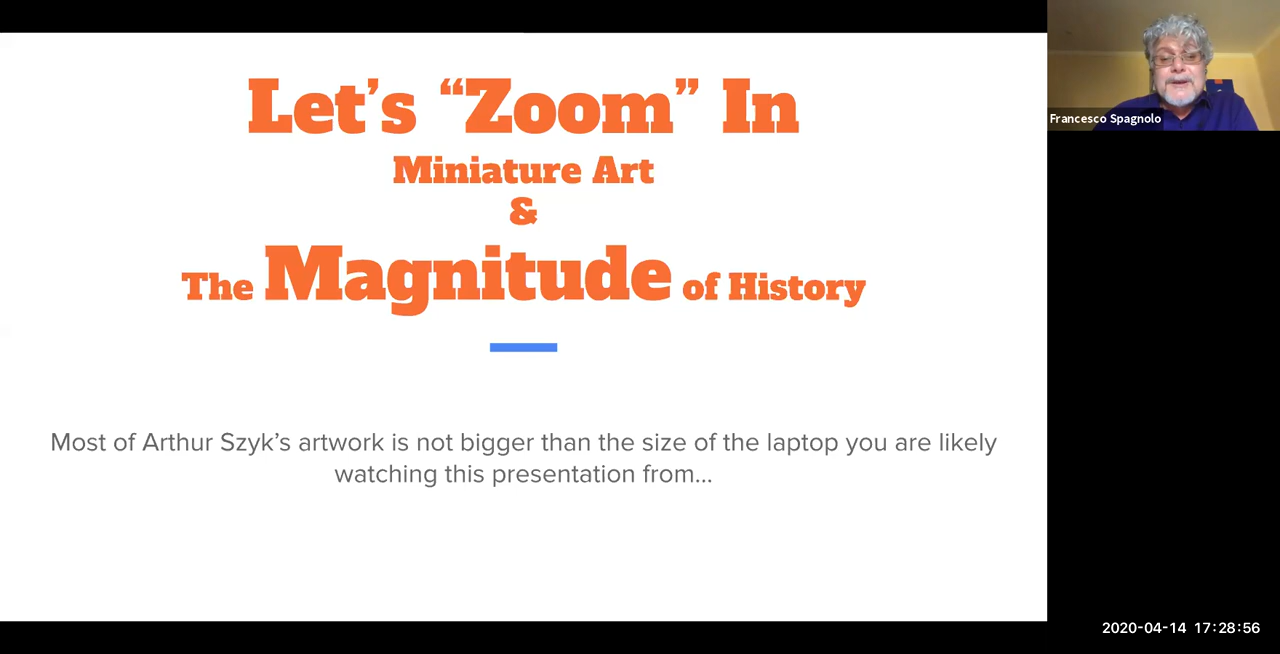 Let’s “Zoom” In
Miniature Art
&
The Magnitude of History
Most of Arthur Szyk’s artwork is not bigger than the size of the laptop you are likely
watching this presentation from...
Francesco Spagnolo
2020-04-14 17:28:56